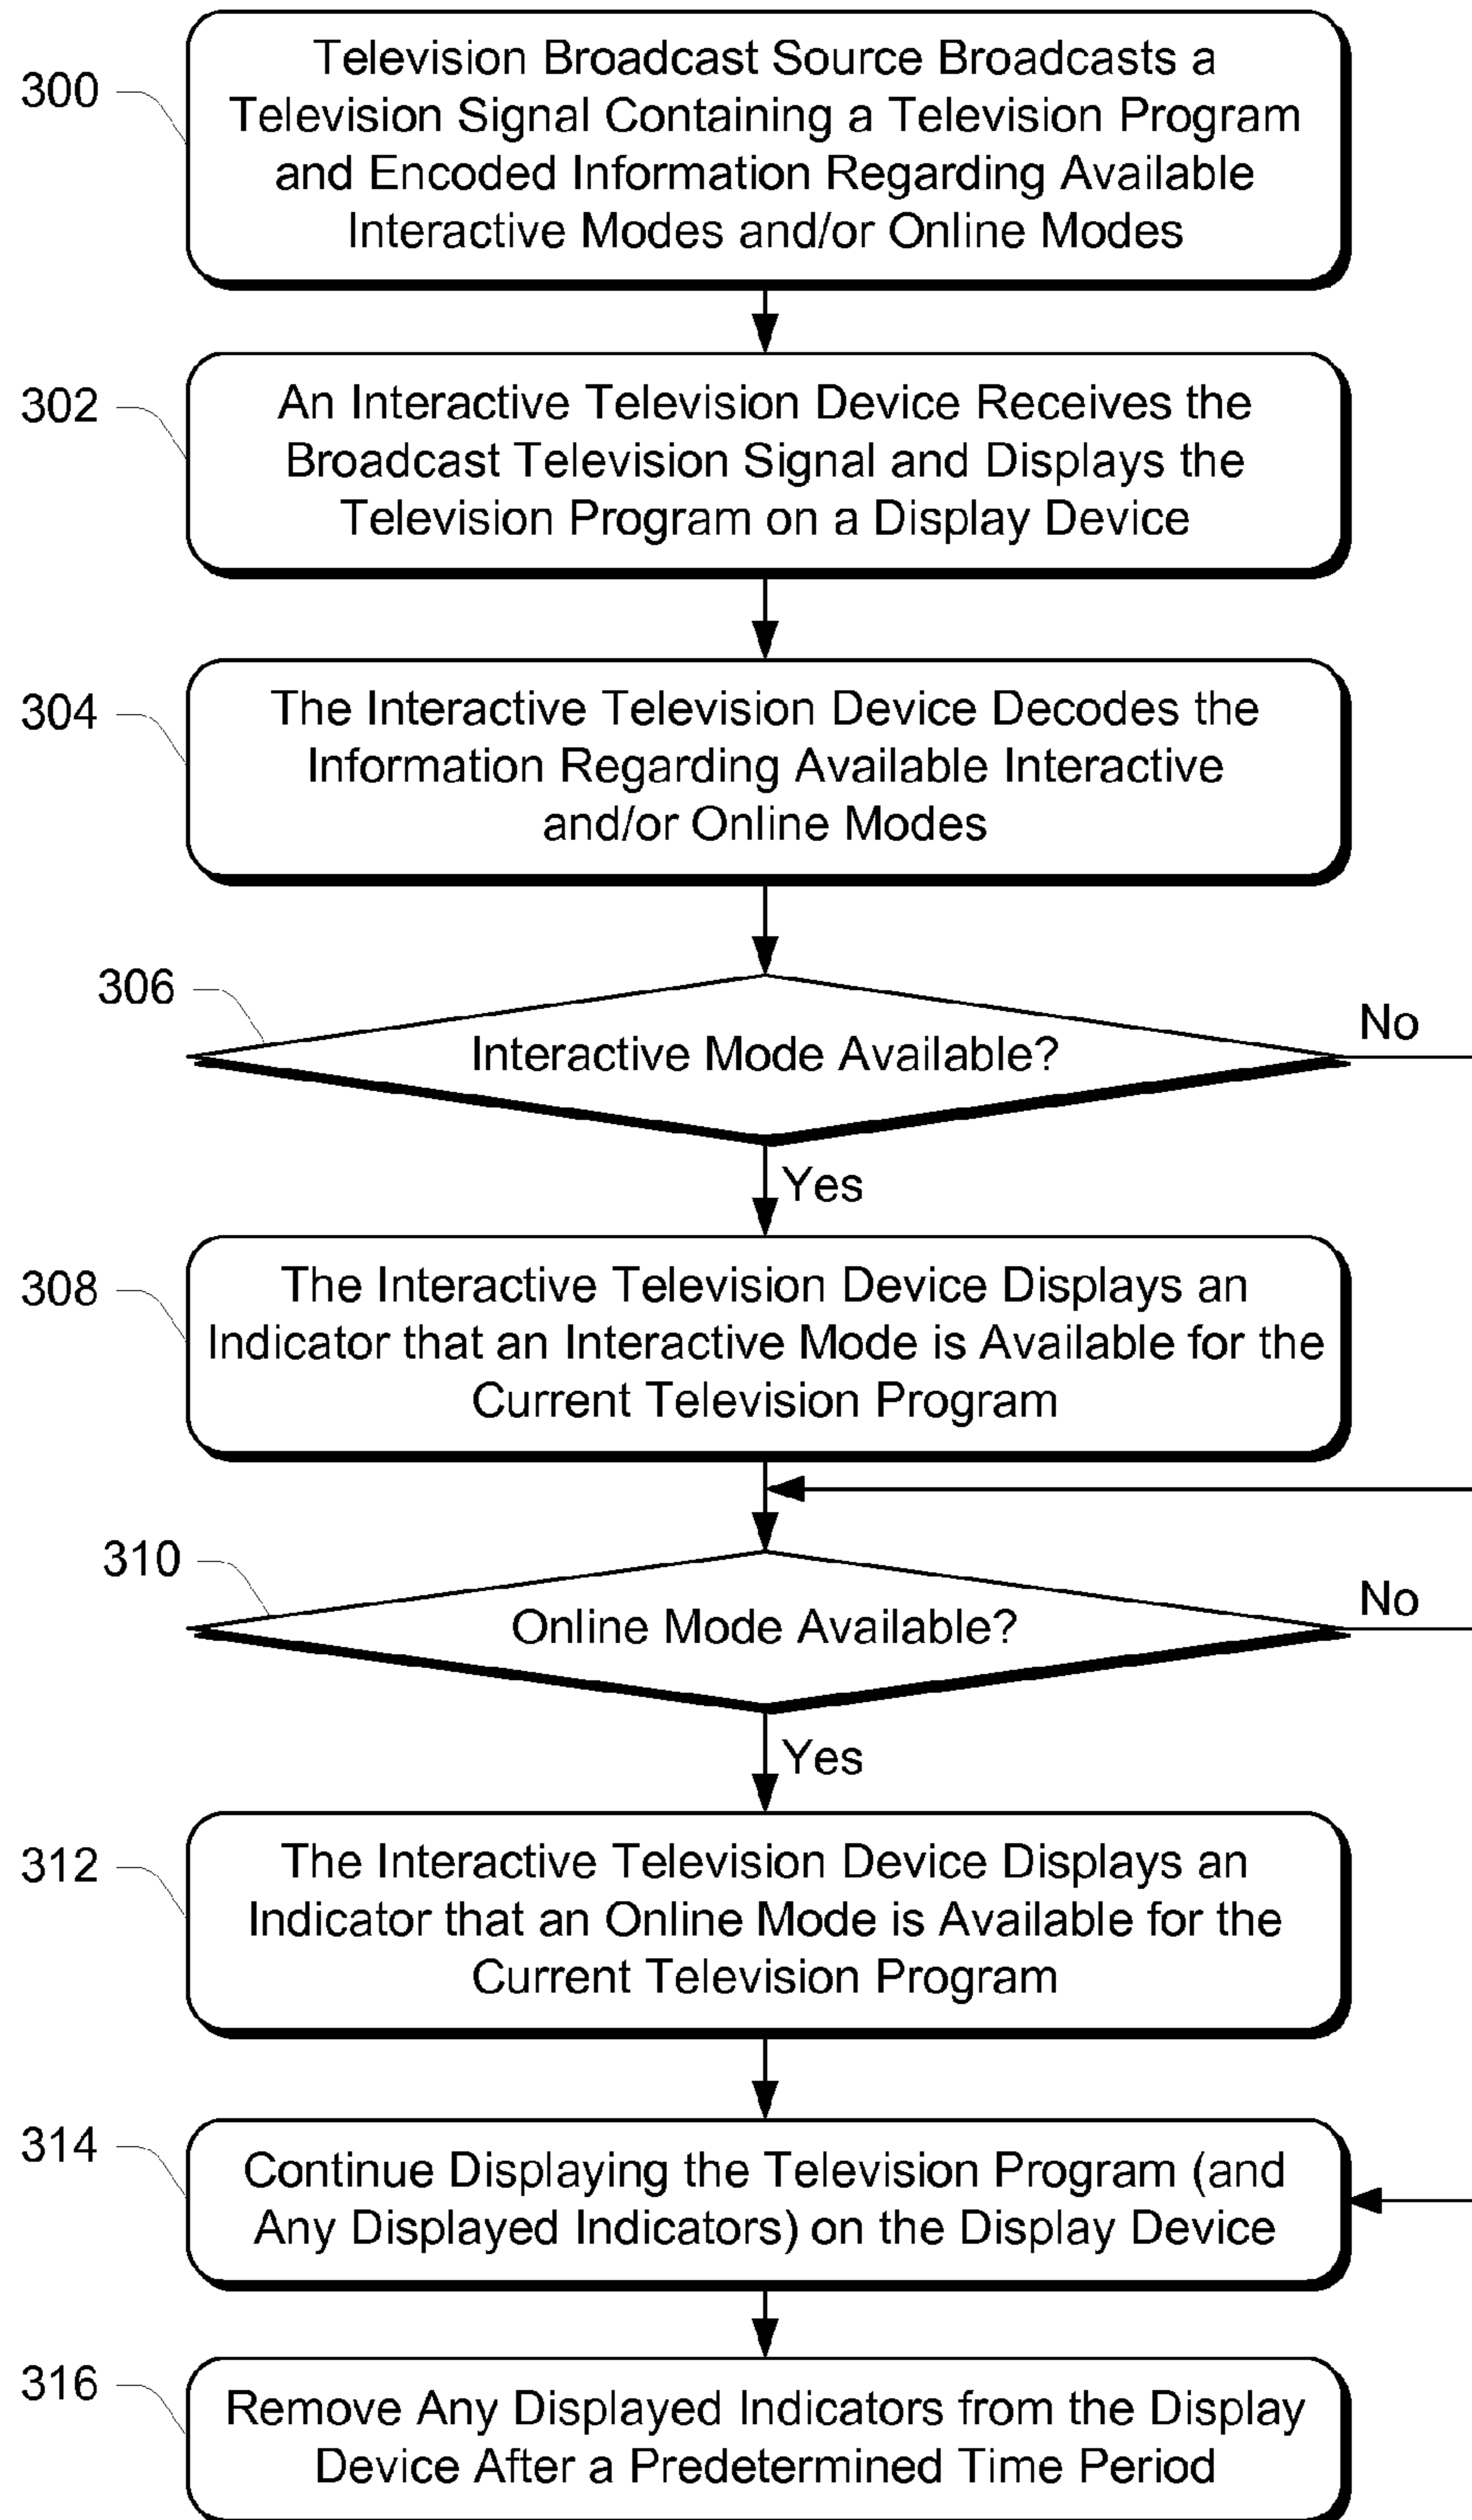 300
Television Broadcast Source Broadcasts a
Television Signal Containing a Television Program
and Encoded Information Regarding Available
Interactive Modes and/or Online Modes
302
An Interactive Television Device Receives the
Broadcast Television Signal and Displays the
Television Program on a Display Device
304
The Interactive Television Device Decodes the
Information Regarding Available Interactive
and/or Online Modes
306
Interactive Mode Available?
No
Yes
308
The Interactive Television Device Displays an
Indicator that an Interactive Mode is Available for the
Current Television Program
310
Online Mode Available?
No
Yes
312
The Interactive Television Device Displays an
Indicator that an Online Mode is Available for the
Current Television Program
314
Continue Displaying the Television Program (and
Any Displayed Indicators) on the Display Device
316
Remove Any Displayed Indicators from the Display
Device After a Predetermined Time Period